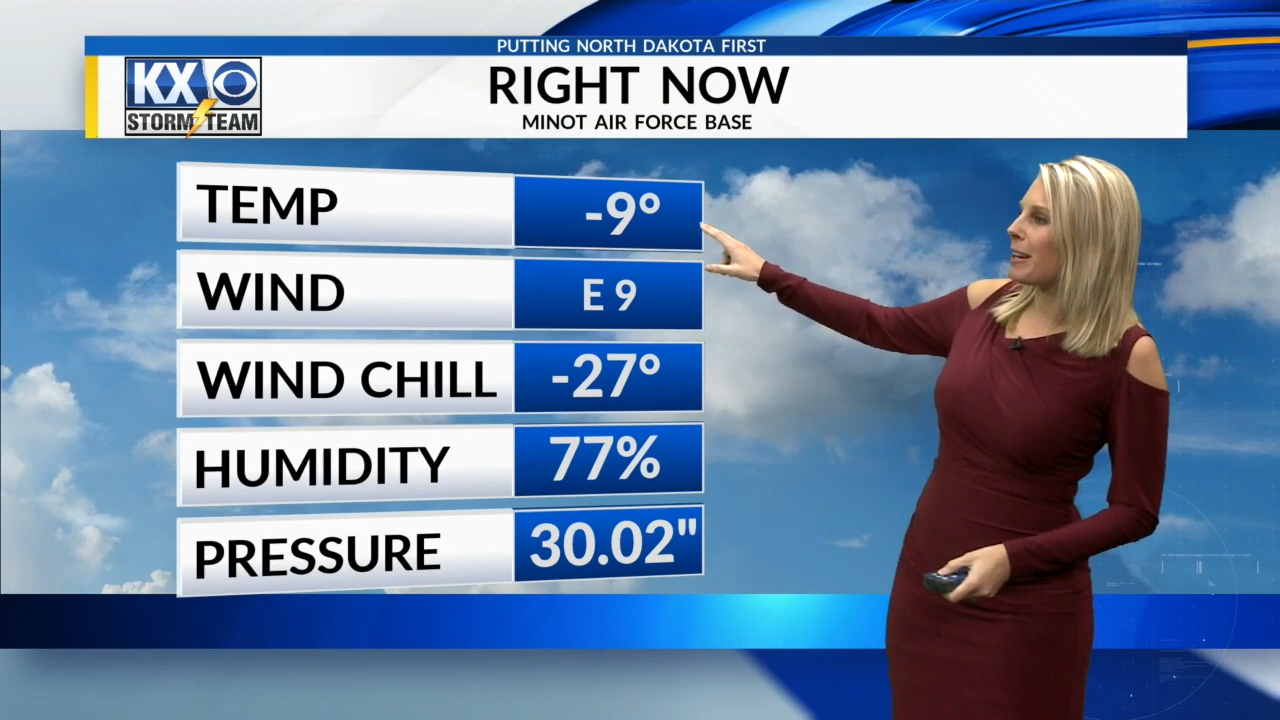 PUTTING NORTH DAKOTA FIRST
KX
STORM TEAM
RIGHT NOW
MINOT AIR FORCE BASE
TEMP -9°
WIND E 9
WIND CHILL -27°
HUMIDITY 77%
PRESSURE 30.02"